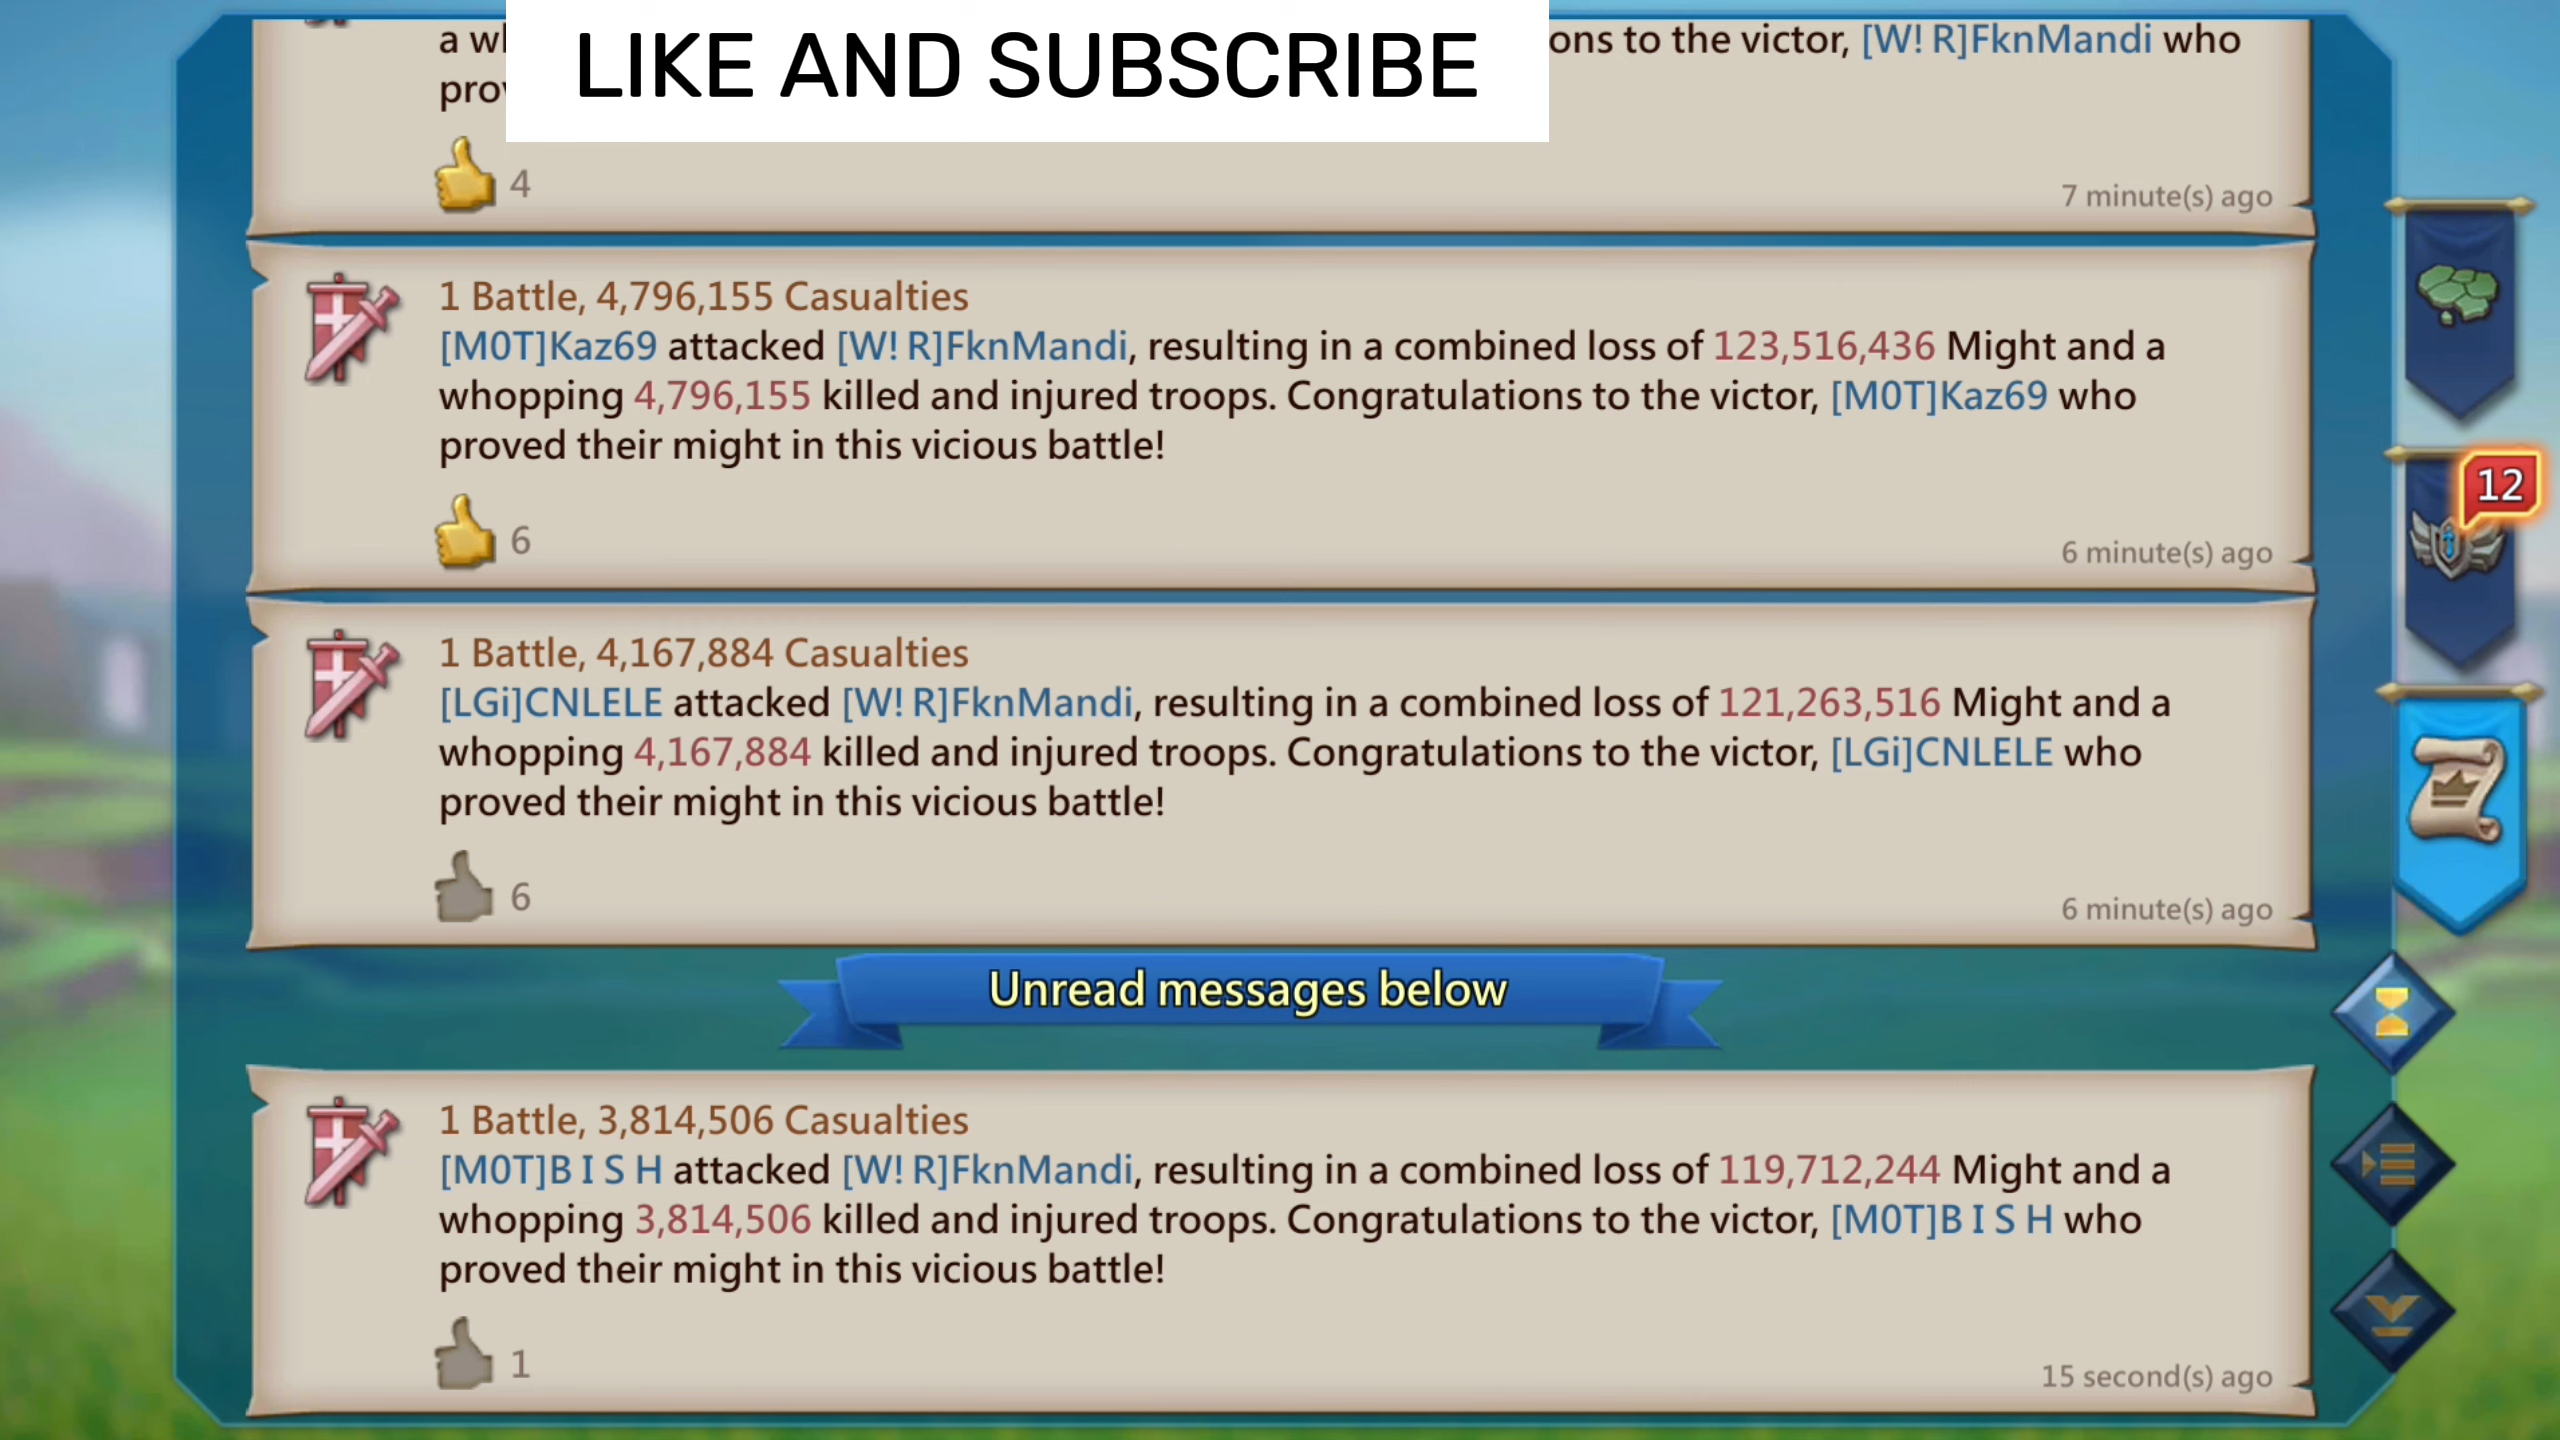 LIKE AND SUBSCRIBE
ons to the victor, [W! R]FknMandi who
4
7 minute(s) ago
1 Battle, 4,796,155 Casualties
[M0T]Kaz69 attacked [W! R]FknMandi, resulting in a combined loss of 123,516,436 Might and a
whopping 4,796,155 killed and injured troops. Congratulations to the victor, [M0T]Kaz69 who
proved their might in this vicious battle!
6
6 minute(s) ago
12
1 Battle, 4,167,884 Casualties
[LGi]CNLELE attacked [W! R]FknMandi, resulting in a combined loss of 121,263,516 Might and a
whopping 4,167,884 killed and injured troops. Congratulations to the victor, [LGi]CNLELE who
proved their might in this vicious battle!
6
6 minute(s) ago
Unread messages below
1 Battle, 3,814,506 Casualties
[M0T]B I S H attacked [W! R]FknMandi, resulting in a combined loss of 119,712,244 Might and a
whopping 3,814,506 killed and injured troops. Congratulations to the victor, [M0T]B I S H who
proved their might in this vicious battle!
1
15 second(s) ago